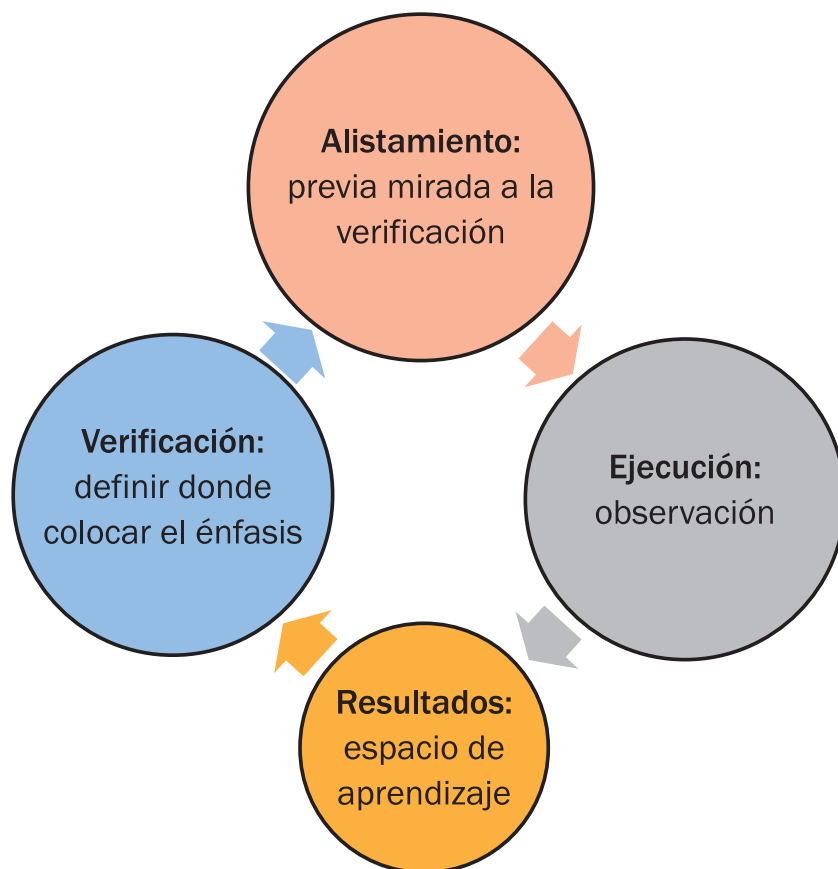 Alistamiento:
previa mirada a la
verificación
Ejecución:
observación
Resultados:
espacio de
aprendizaje
Verificación:
definir donde
colocar el énfasis